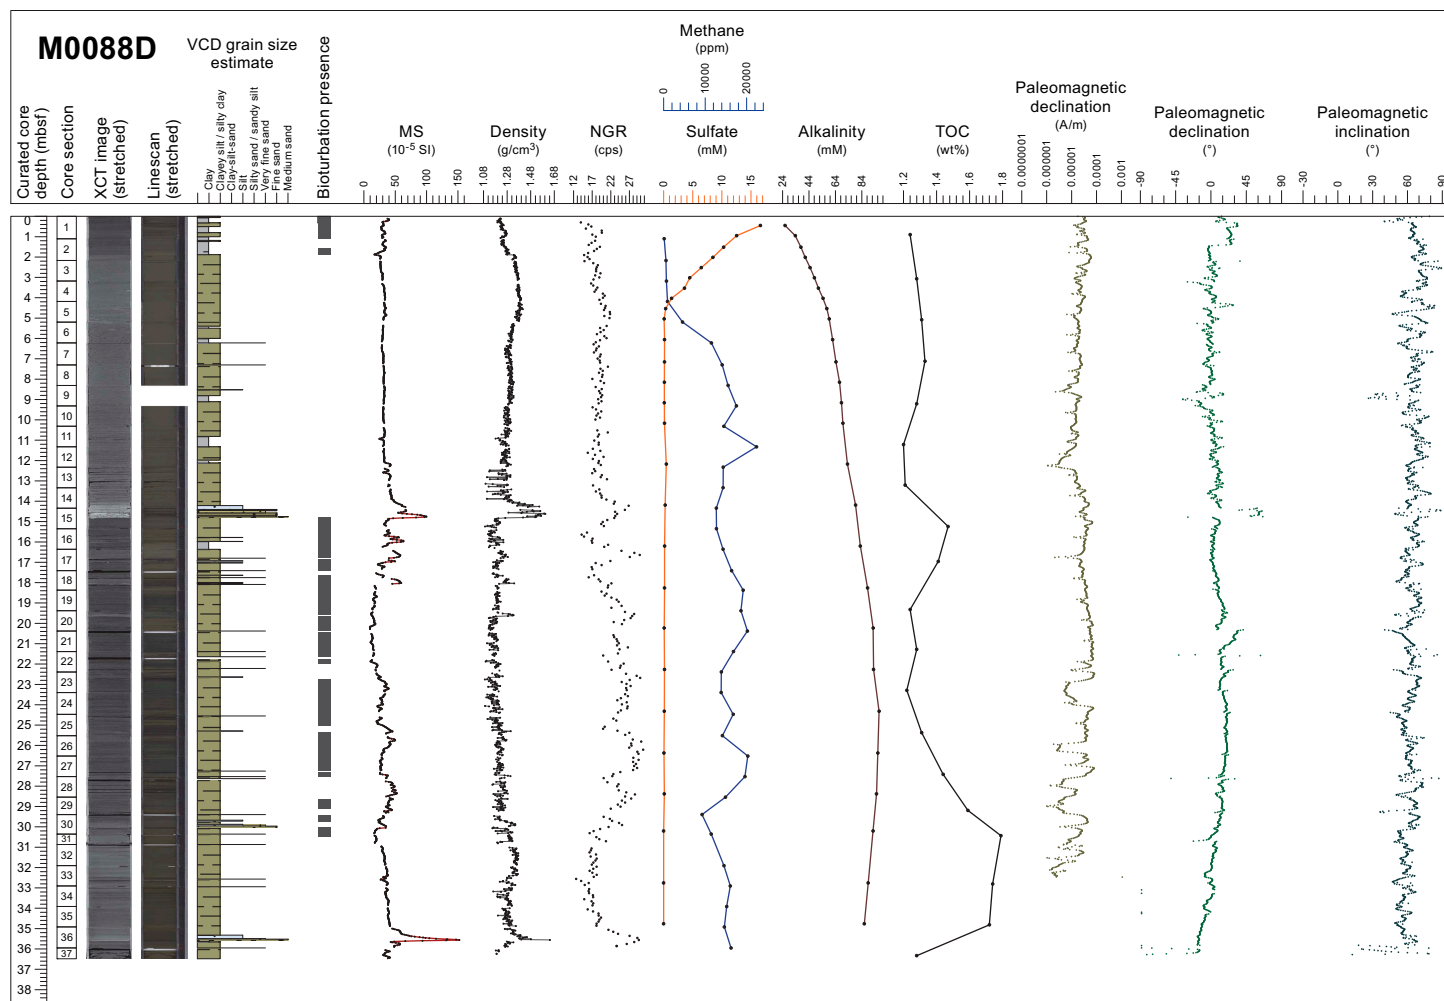 M0088D
Curated core
depth (mbsf)
Core section
XCT image
(stretched)
Linescan
(stretched)
VCD grain size
estimate
Clay
Clayey silt / silty clay
Clay-silt-sand
Silt
Silty sand / sandy silt
Very fine sand
Fine sand
Medium sand
Bioturbation presence
MS
(10-5 SI)
0 50 100 150
Density
(g/cm3)
1.08 1.28 1.48 1.68
NGR
(cps)
12 17 22 27
Methane
(ppm)
0 10000 20000
Sulfate
(mM)
0 5 10 15
Alkalinity
(mM)
24 44 64 84
TOC
(wt%)
1.2 1.4 1.6 1.8
Paleomagnetic
declination
(A/m)
0.0000001 0.000001 0.00001 0.0001 0.001
Paleomagnetic
declination
(°)
-90 -45 0 45 90
Paleomagnetic
inclination
(°)
-30 0 30 60 90
0
1
2
3
4
5
6
7
8
9
10
11
12
13
14
15
16
17
18
19
20
21
22
23
24
25
26
27
28
29
30
31
32
33
34
35
36
37
38
1
2
3
4
5
6
7
8
9
10
11
12
13
14
15
16
17
18
19
20
21
22
23
24
25
26
27
28
29
30
31
32
33
34
35
36
37